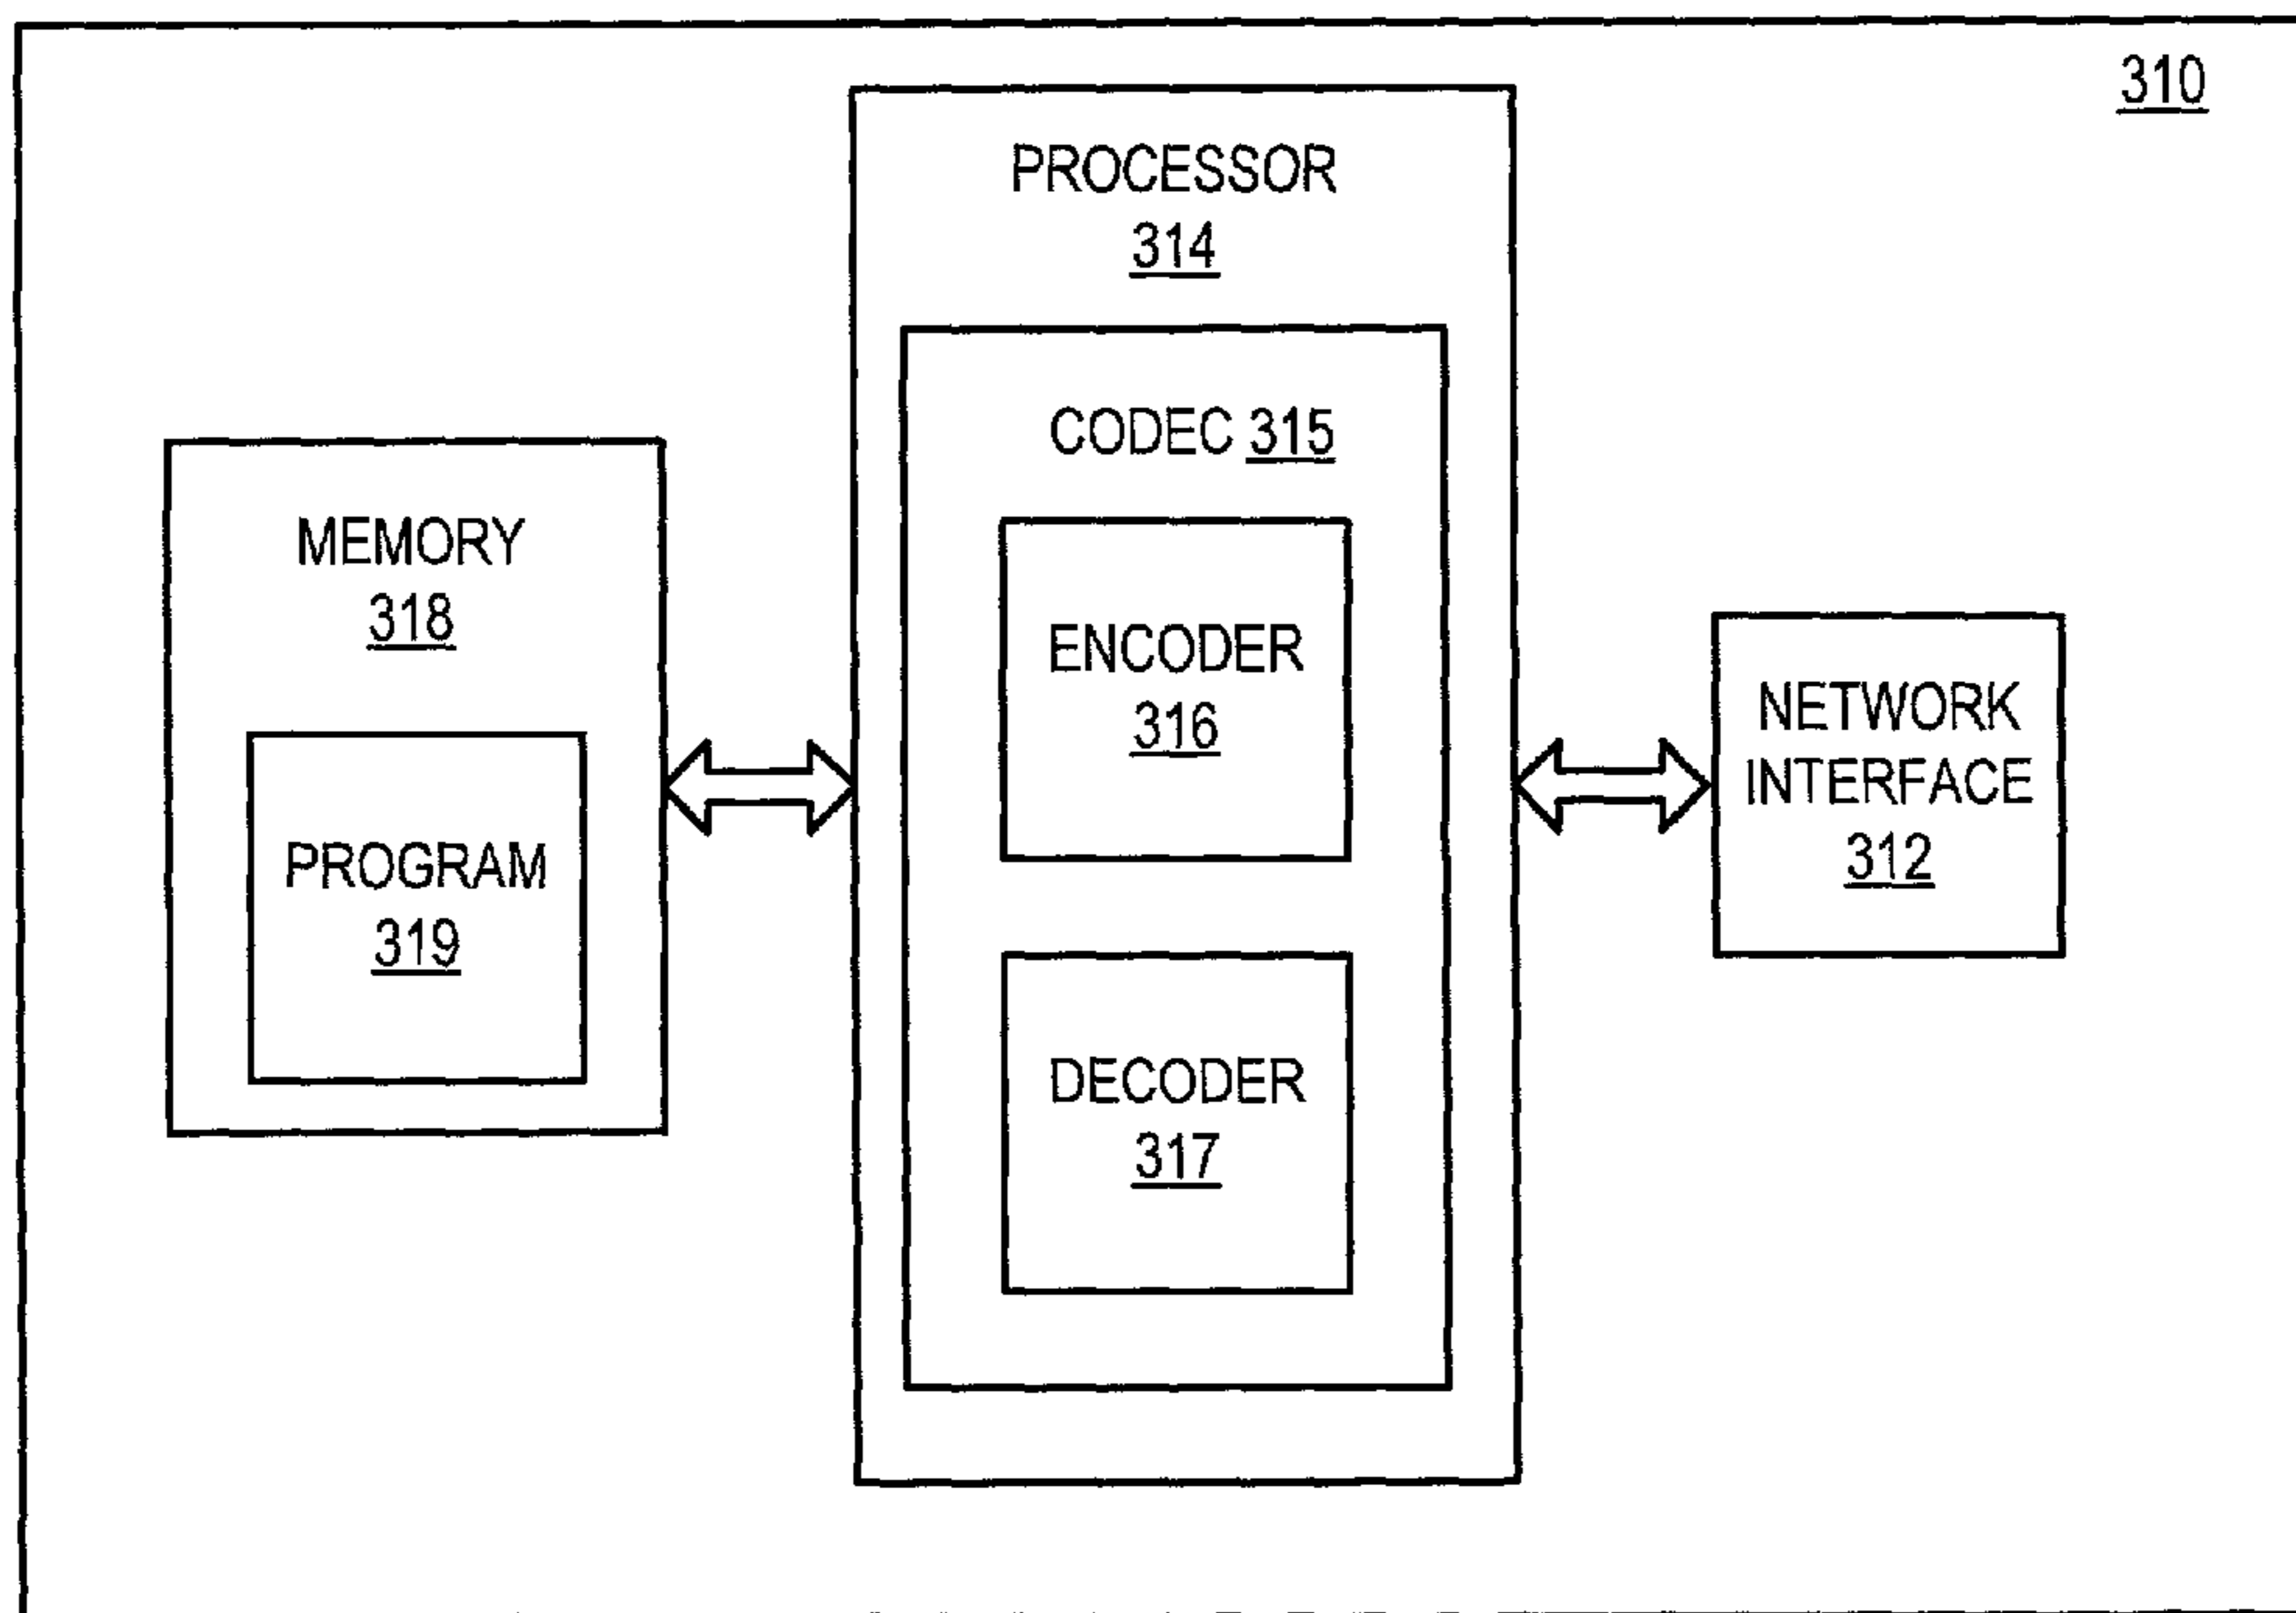 310
PROCESSOR
314
CODEC 315
MEMORY
318
ENCODER
316
NETWORK
INTERFACE
312
PROGRAM
319
DECODER
317